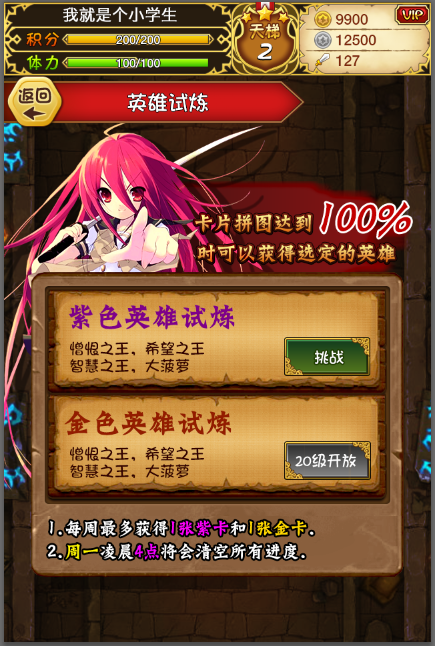 我就是个小学生
积分 200/200
体力 100/100
天梯
2
9900
12500
127
VIP
返回
英雄试炼
卡片拼图达到100%
时可以获得选定的英雄
紫色英雄试炼
憎恨之王，希望之王
智慧之王，大菠萝
挑战
金色英雄试炼
憎恨之王，希望之王
智慧之王，大菠萝
20级开放
1.每周最多获得1张紫卡和1张金卡.
2.周一凌晨4点将会清空所有进度.